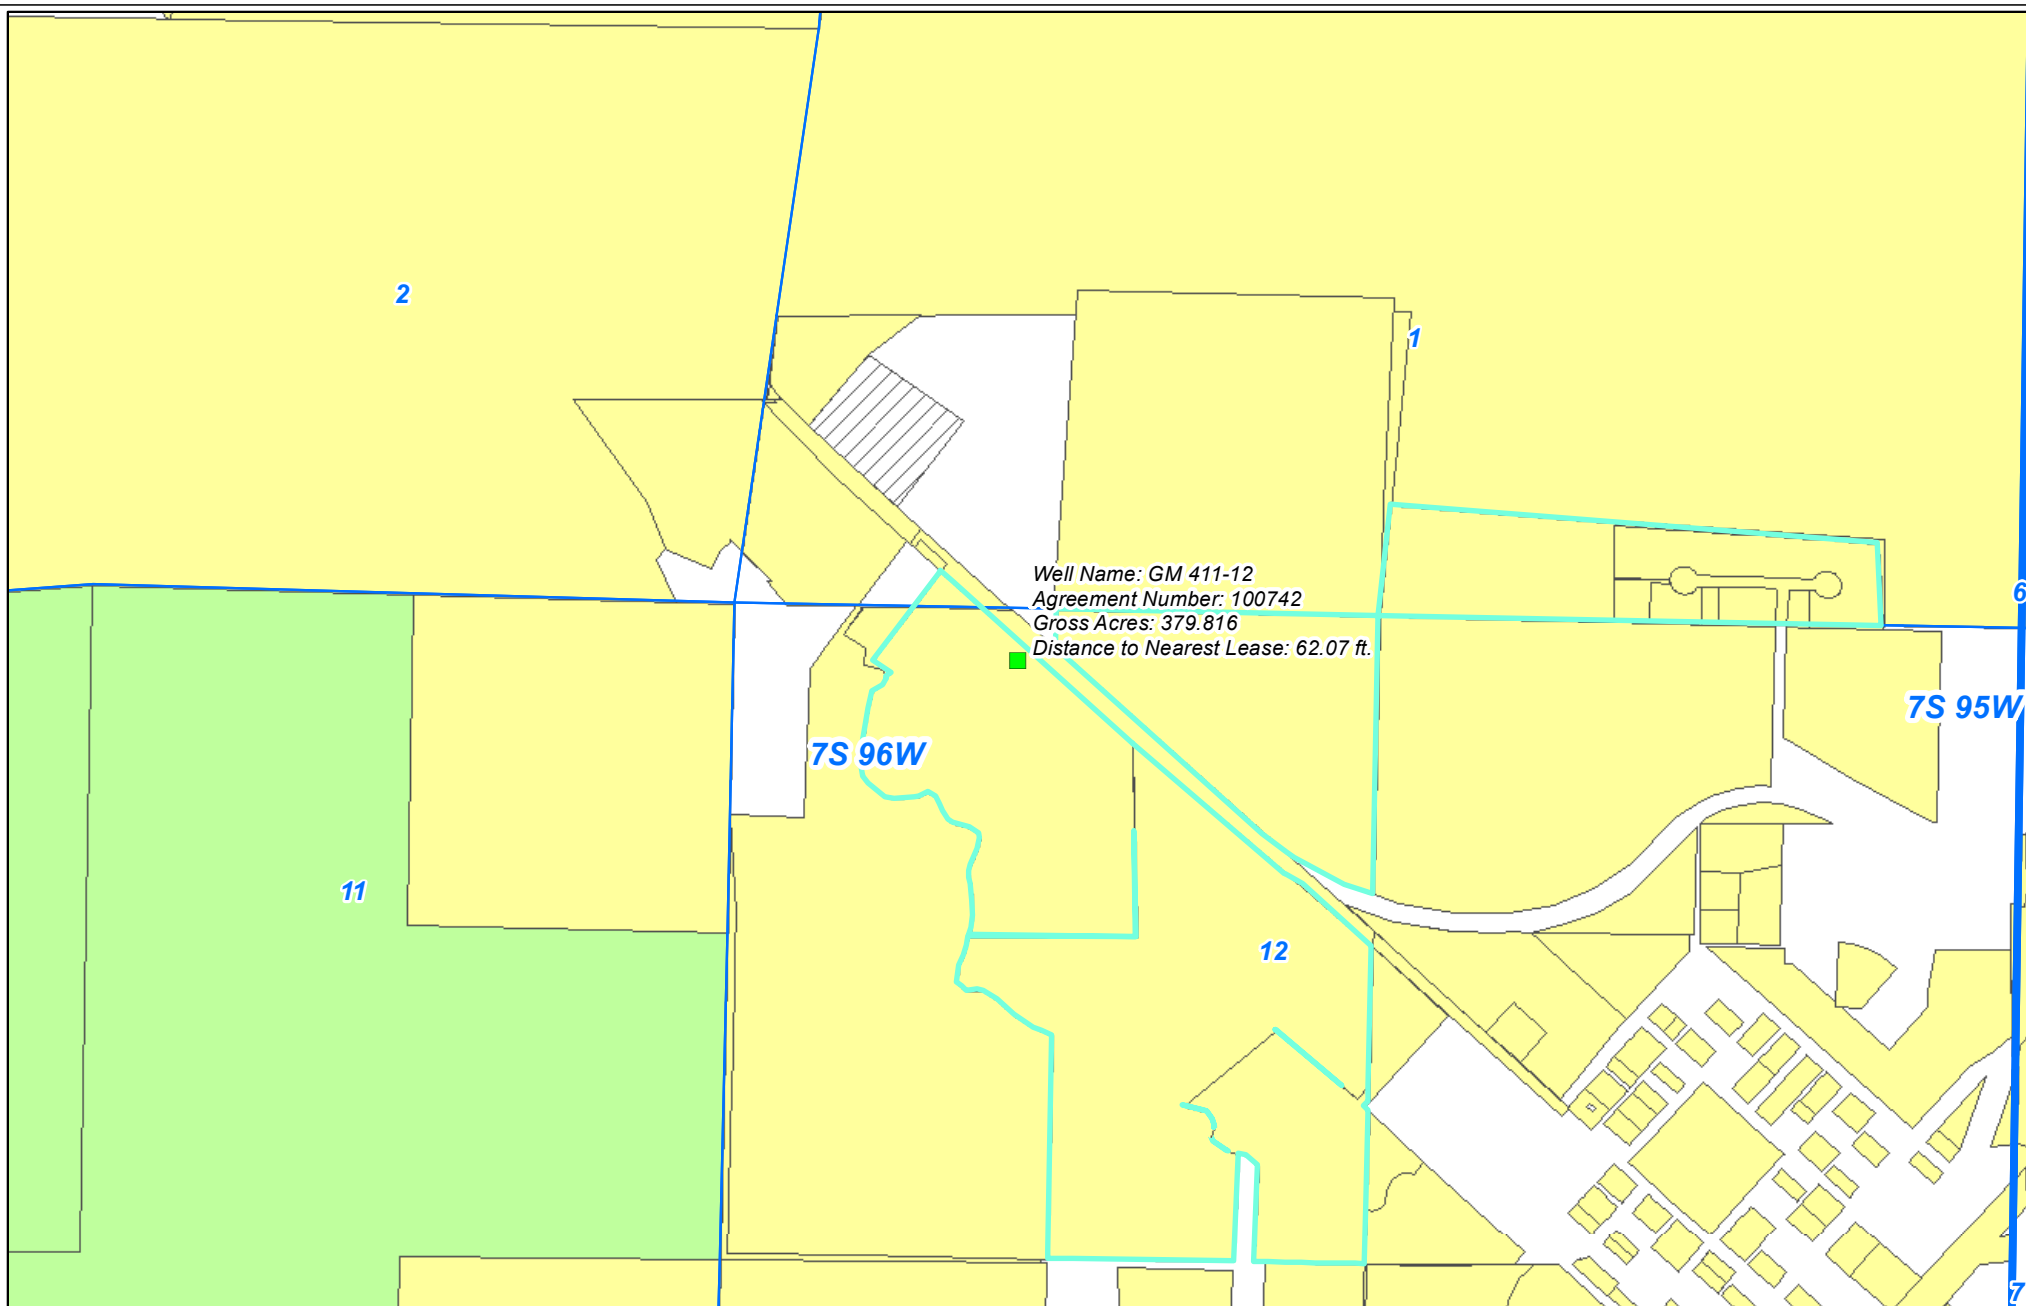 2
1
Well Name: GM 411-12
Agreement Number: 100742
Gross Acres: 379.816
Distance to Nearest Lease: 62.07 ft.
6
7S 95W
7S 96W
11
12
7